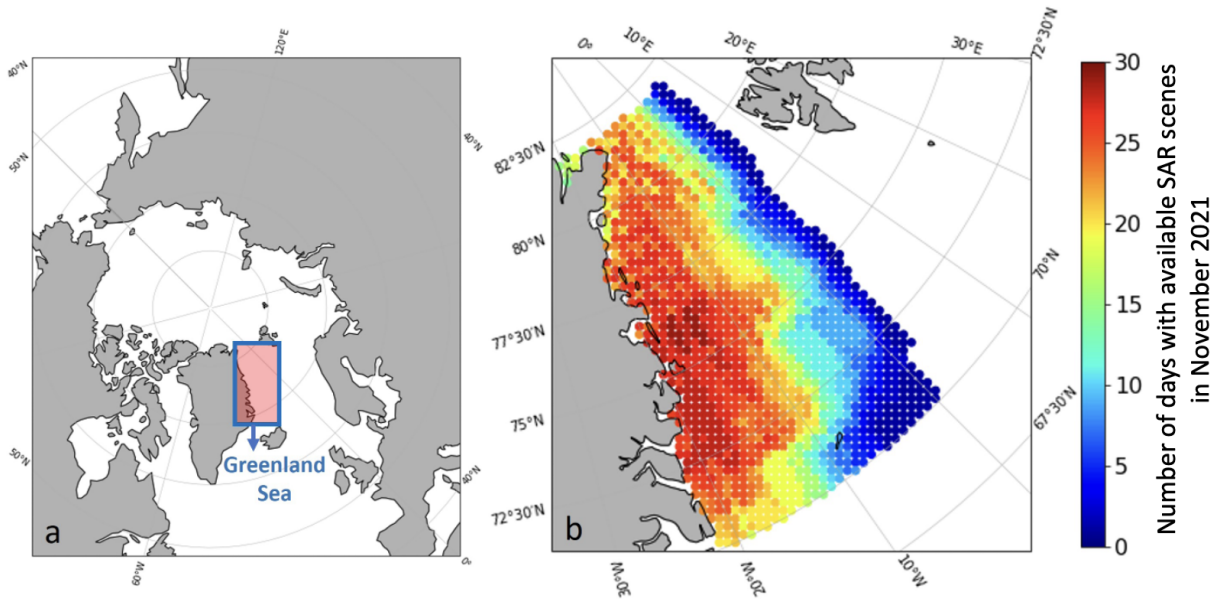 120°E
40°N
50°N
40°N
50°N
40°N
60°W
0°
Greenland
Sea
a
0°
10°E
20°E
30°E
72°30'N
82°30'N
80°N
77°30'N
75°N
72°30'N
70°N
67°30'N
30°W
20°W
10°W
b
30
25
20
15
10
5
0
Number of days with available SAR scenes
in November 2021